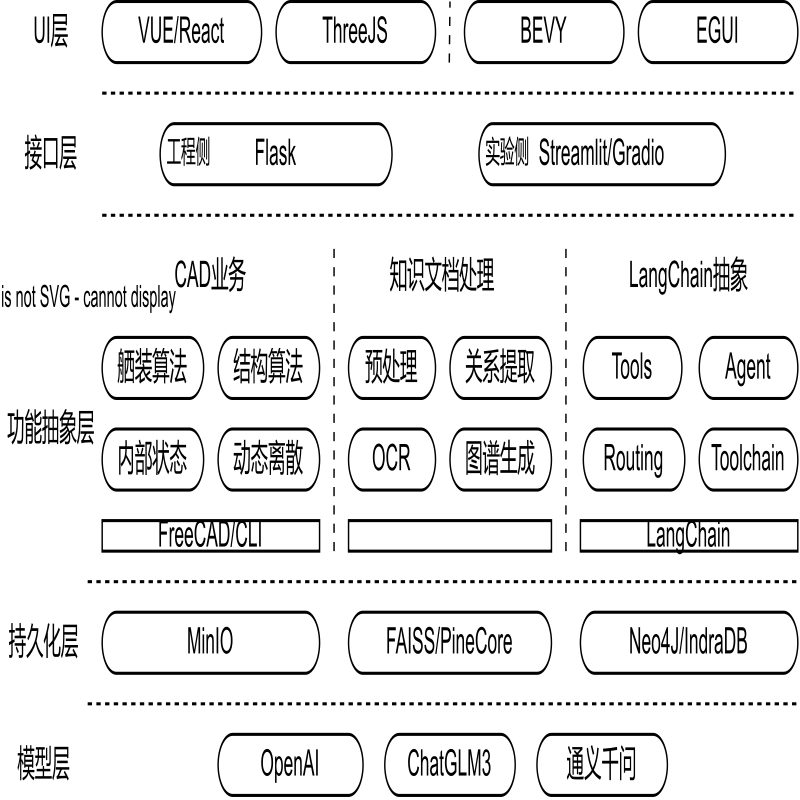 UI层 VUE/React ThreeJS BEVY EGUI
接口层 工程侧 Flask 实验侧 Streamlit/Gradio
CAD业务 知识文档处理 LangChain抽象
is not SVG - cannot display
舾装算法 结构算法 预处理 关系提取 Tools Agent
功能抽象层
内部状态 动态离散 OCR 图谱生成 Routing Toolchain
FreeCAD/CLI LangChain
持久化层 MinIO FAISS/PineCore Neo4J/IndraDB
模型层 OpenAI ChatGLM3 通义千问